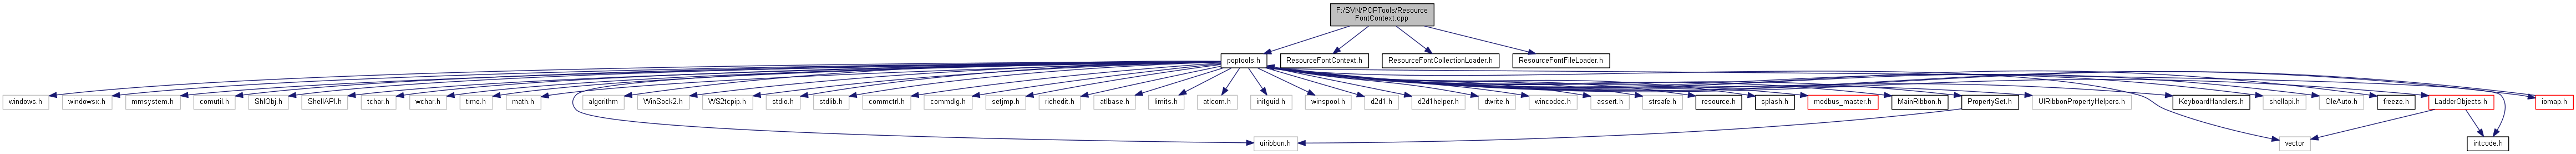 F:/SVN/POPTools/Resource
FontContext.cpp
poptools.h
ResourceFontContext.h
ResourceFontCollectionLoader.h
ResourceFontFileLoader.h
windows.h
windowsx.h
mmsystem.h
comutil.h
ShlObj.h
ShellAPI.h
tchar.h
wchar.h
time.h
math.h
algorithm
WinSock2.h
WS2tcpip.h
stdio.h
stdlib.h
commctrl.h
commdlg.h
setjmp.h
richedit.h
atlbase.h
limits.h
atlcom.h
initguid.h
winspool.h
d2d1.h
d2d1helper.h
dwrite.h
wincodec.h
assert.h
strsafe.h
resource.h
splash.h
modbus_master.h
MainRibbon.h
PropertySet.h
UIRibbonPropertyHelpers.h
KeyboardHandlers.h
shellapi.h
OleAuto.h
freeze.h
LadderObjects.h
iomap.h
uiribbon.h
vector
intcode.h